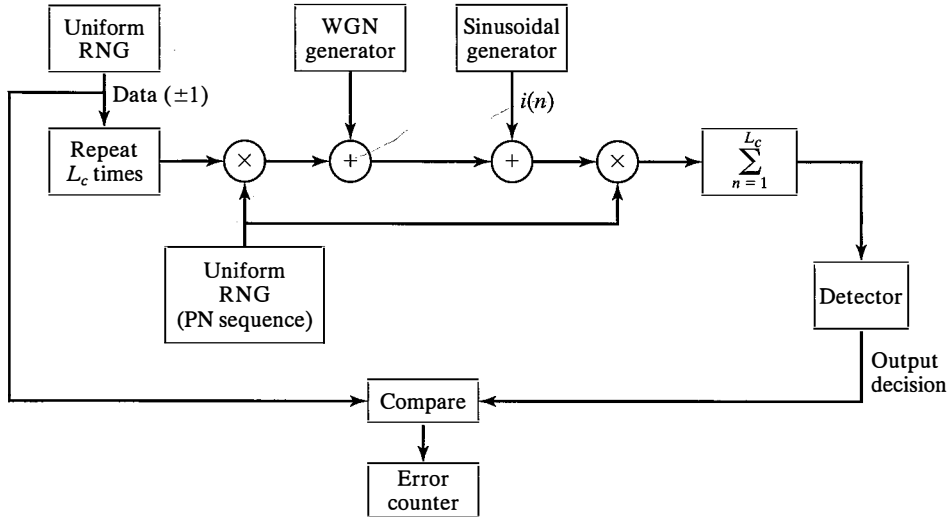 Uniform
RNG
WGN
generator
Sinusoidal
generator
Data (±1)
i(n)
Repeat
L_c times
×
+
+
×
L_c
∑
n = 1
Uniform
RNG
(PN sequence)
Detector
Output
decision
Compare
Error
counter